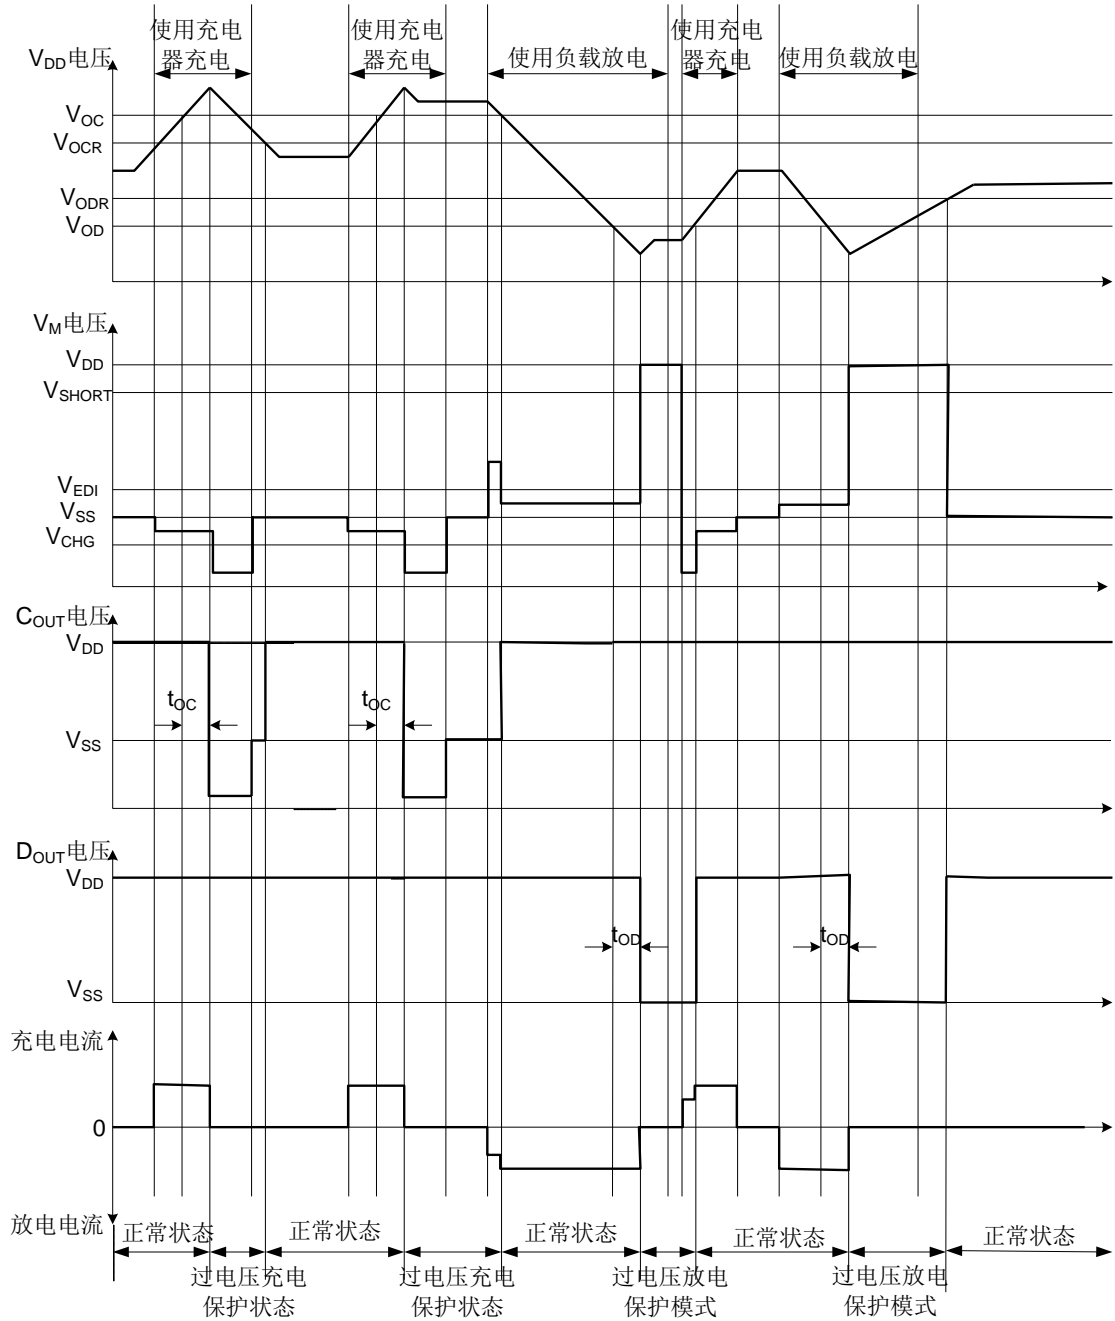 使用充电
器充电
使用充电
器充电
使用负载放电
使用充电
器充电
使用负载放电
VDD电压
VOC
VOCR
VODR
VOD
VM电压
VDD
VSHORT
VEDI
VSS
VCHG
COUT电压
VDD
tOC
tOC
VSS
DOUT电压
VDD
tOD
tOD
VSS
充电电流
0
放电电流
正常状态
正常状态
正常状态
正常状态
正常状态
过电压充电
保护状态
过电压充电
保护状态
过电压放电
保护模式
过电压放电
保护模式